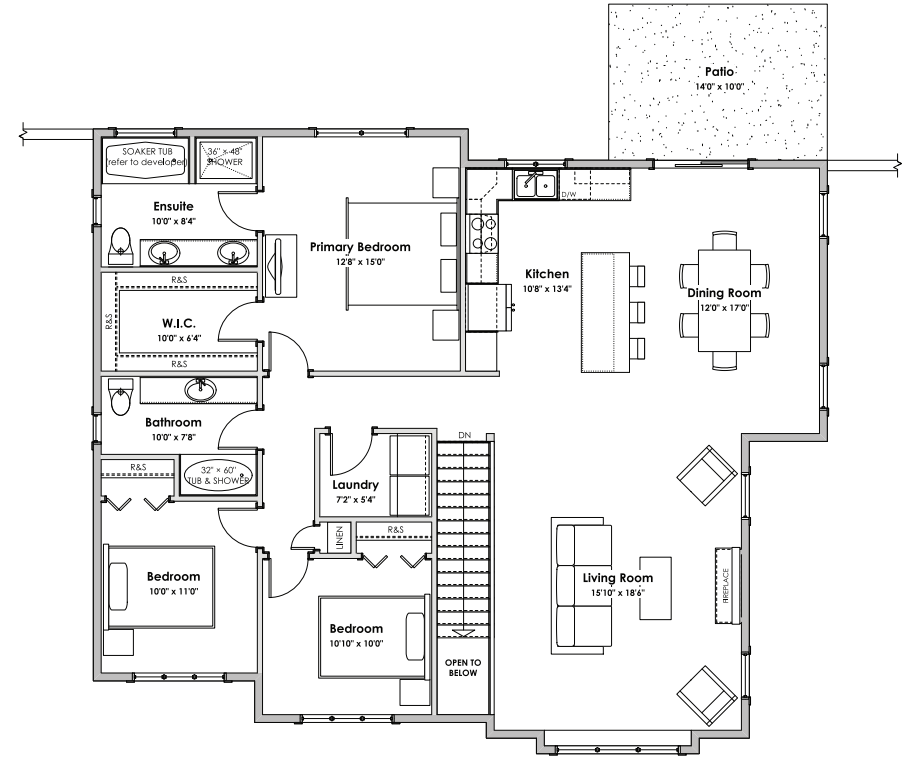 Patio
14'0" x 10'0"
SOAKER TUB
(refer to developer)
36" x 48"
SHOWER
Ensuite
10'0" x 8'4"
Primary Bedroom
12'8" x 15'0"
D/W
Kitchen
10'8" x 13'4"
Dining Room
12'0" x 17'0"
R&S
R&S
W.I.C.
10'0" x 6'4"
R&S
Bathroom
10'0" x 7'8"
R&S
32" x 60"
TUB & SHOWER
DN
Laundry
7'2" x 5'4"
LINEN
R&S
Bedroom
10'0" x 11'0"
Living Room
15'10" x 18'6"
FIREPLACE
Bedroom
10'10" x 10'0"
OPEN TO
BELOW